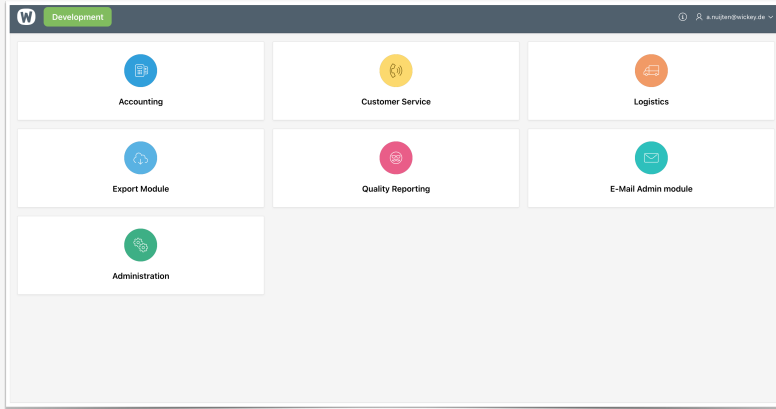 W Development a.nuijten@wickey.de
Accounting Customer Service Logistics
Export Module Quality Reporting E-Mail Admin module
Administration